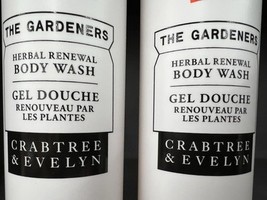 THE GARDENERS
HERBAL RENEWAL
BODY WASH
GEL DOUCHE
RENOUVEAU PAR
LES PLANTES
CRABTREE
& EVELYN
THE GARDENERS
HERBAL RENEWAL
BODY WASH
GEL DOUCHE
RENOUVEAU PAR
LES PLANTES
CRABTREE
& EVELYN